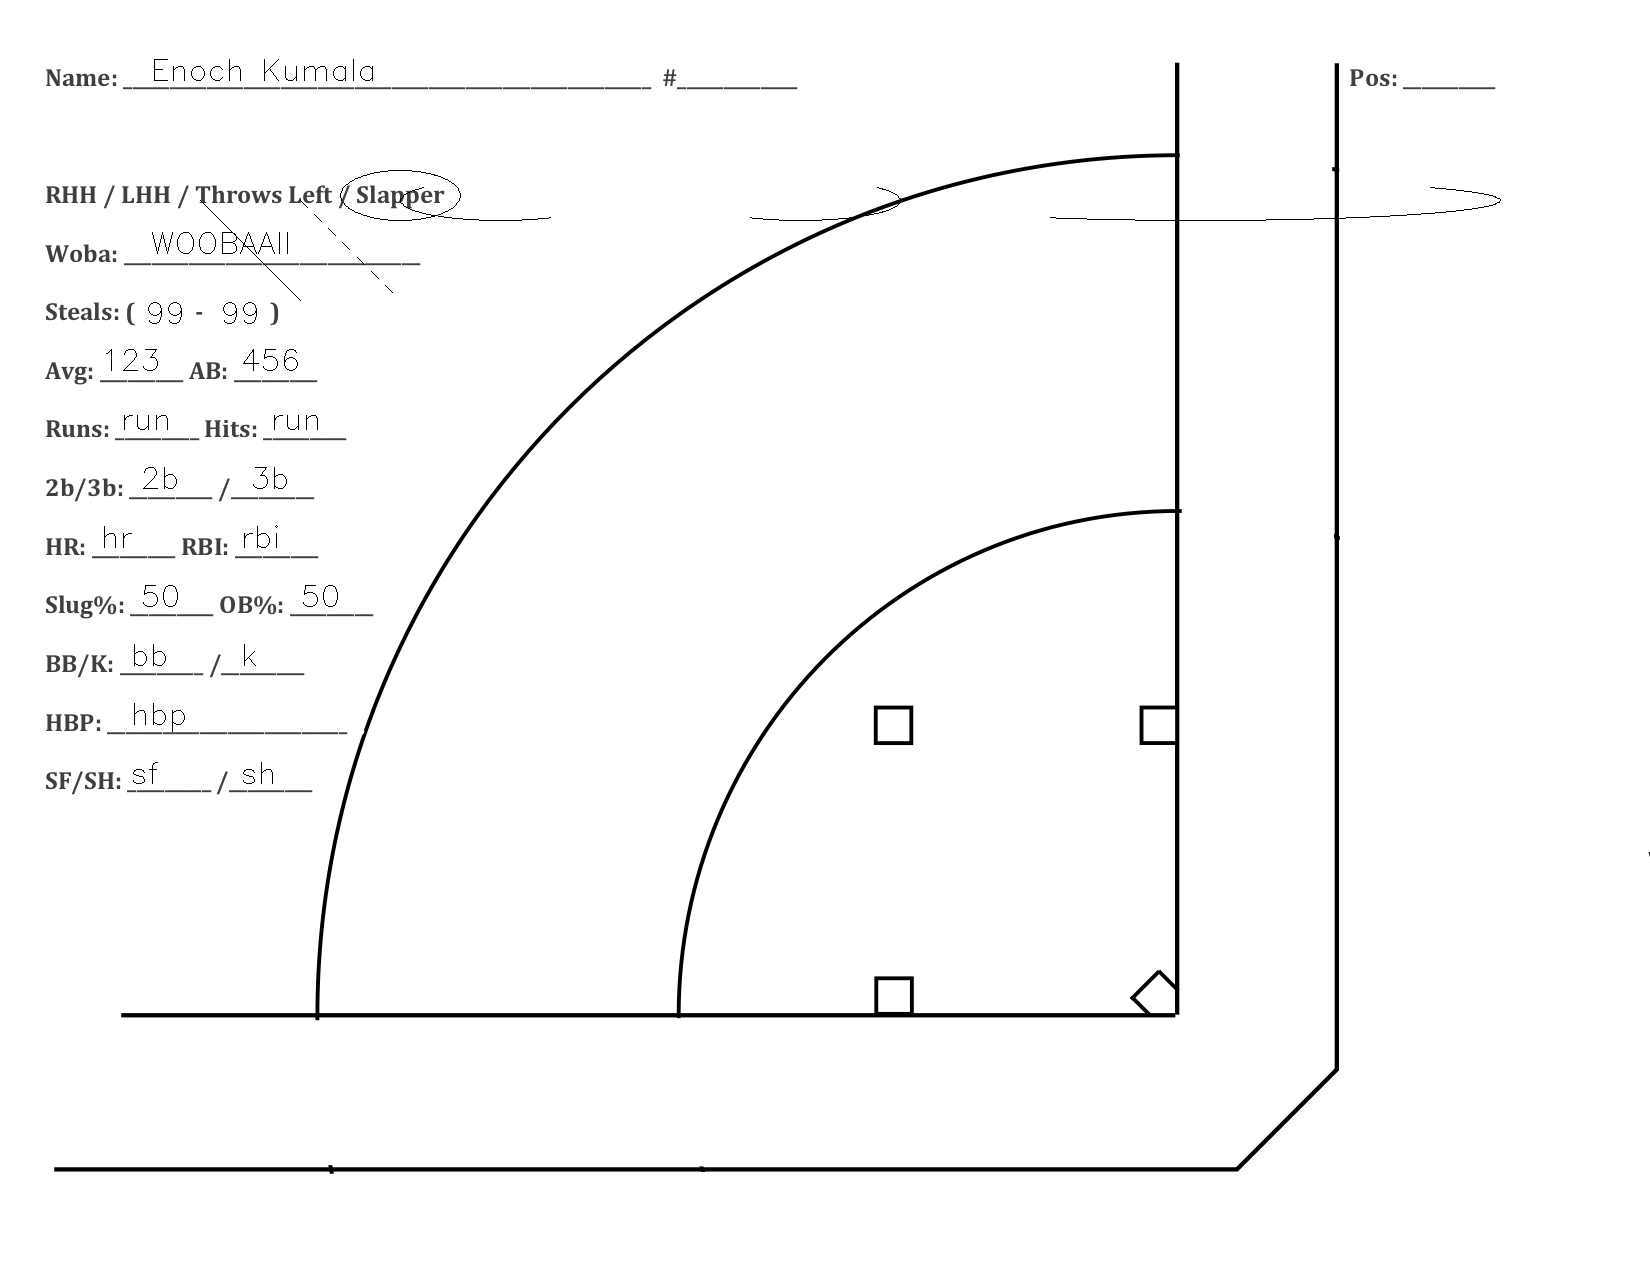 Name: Enoch Kumala # Pos:
RHH / LHH / Throws Left / Slapper
Woba: WOOBAAll
Steals: ( 99 - 99 )
Avg: 123 AB: 456
Runs: run Hits: run
2b/3b: 2b / 3b
HR: hr RBI: rbi
Slug%: 50 OB%: 50
BB/K: bb / k
HBP: hbp
SF/SH: sf / sh